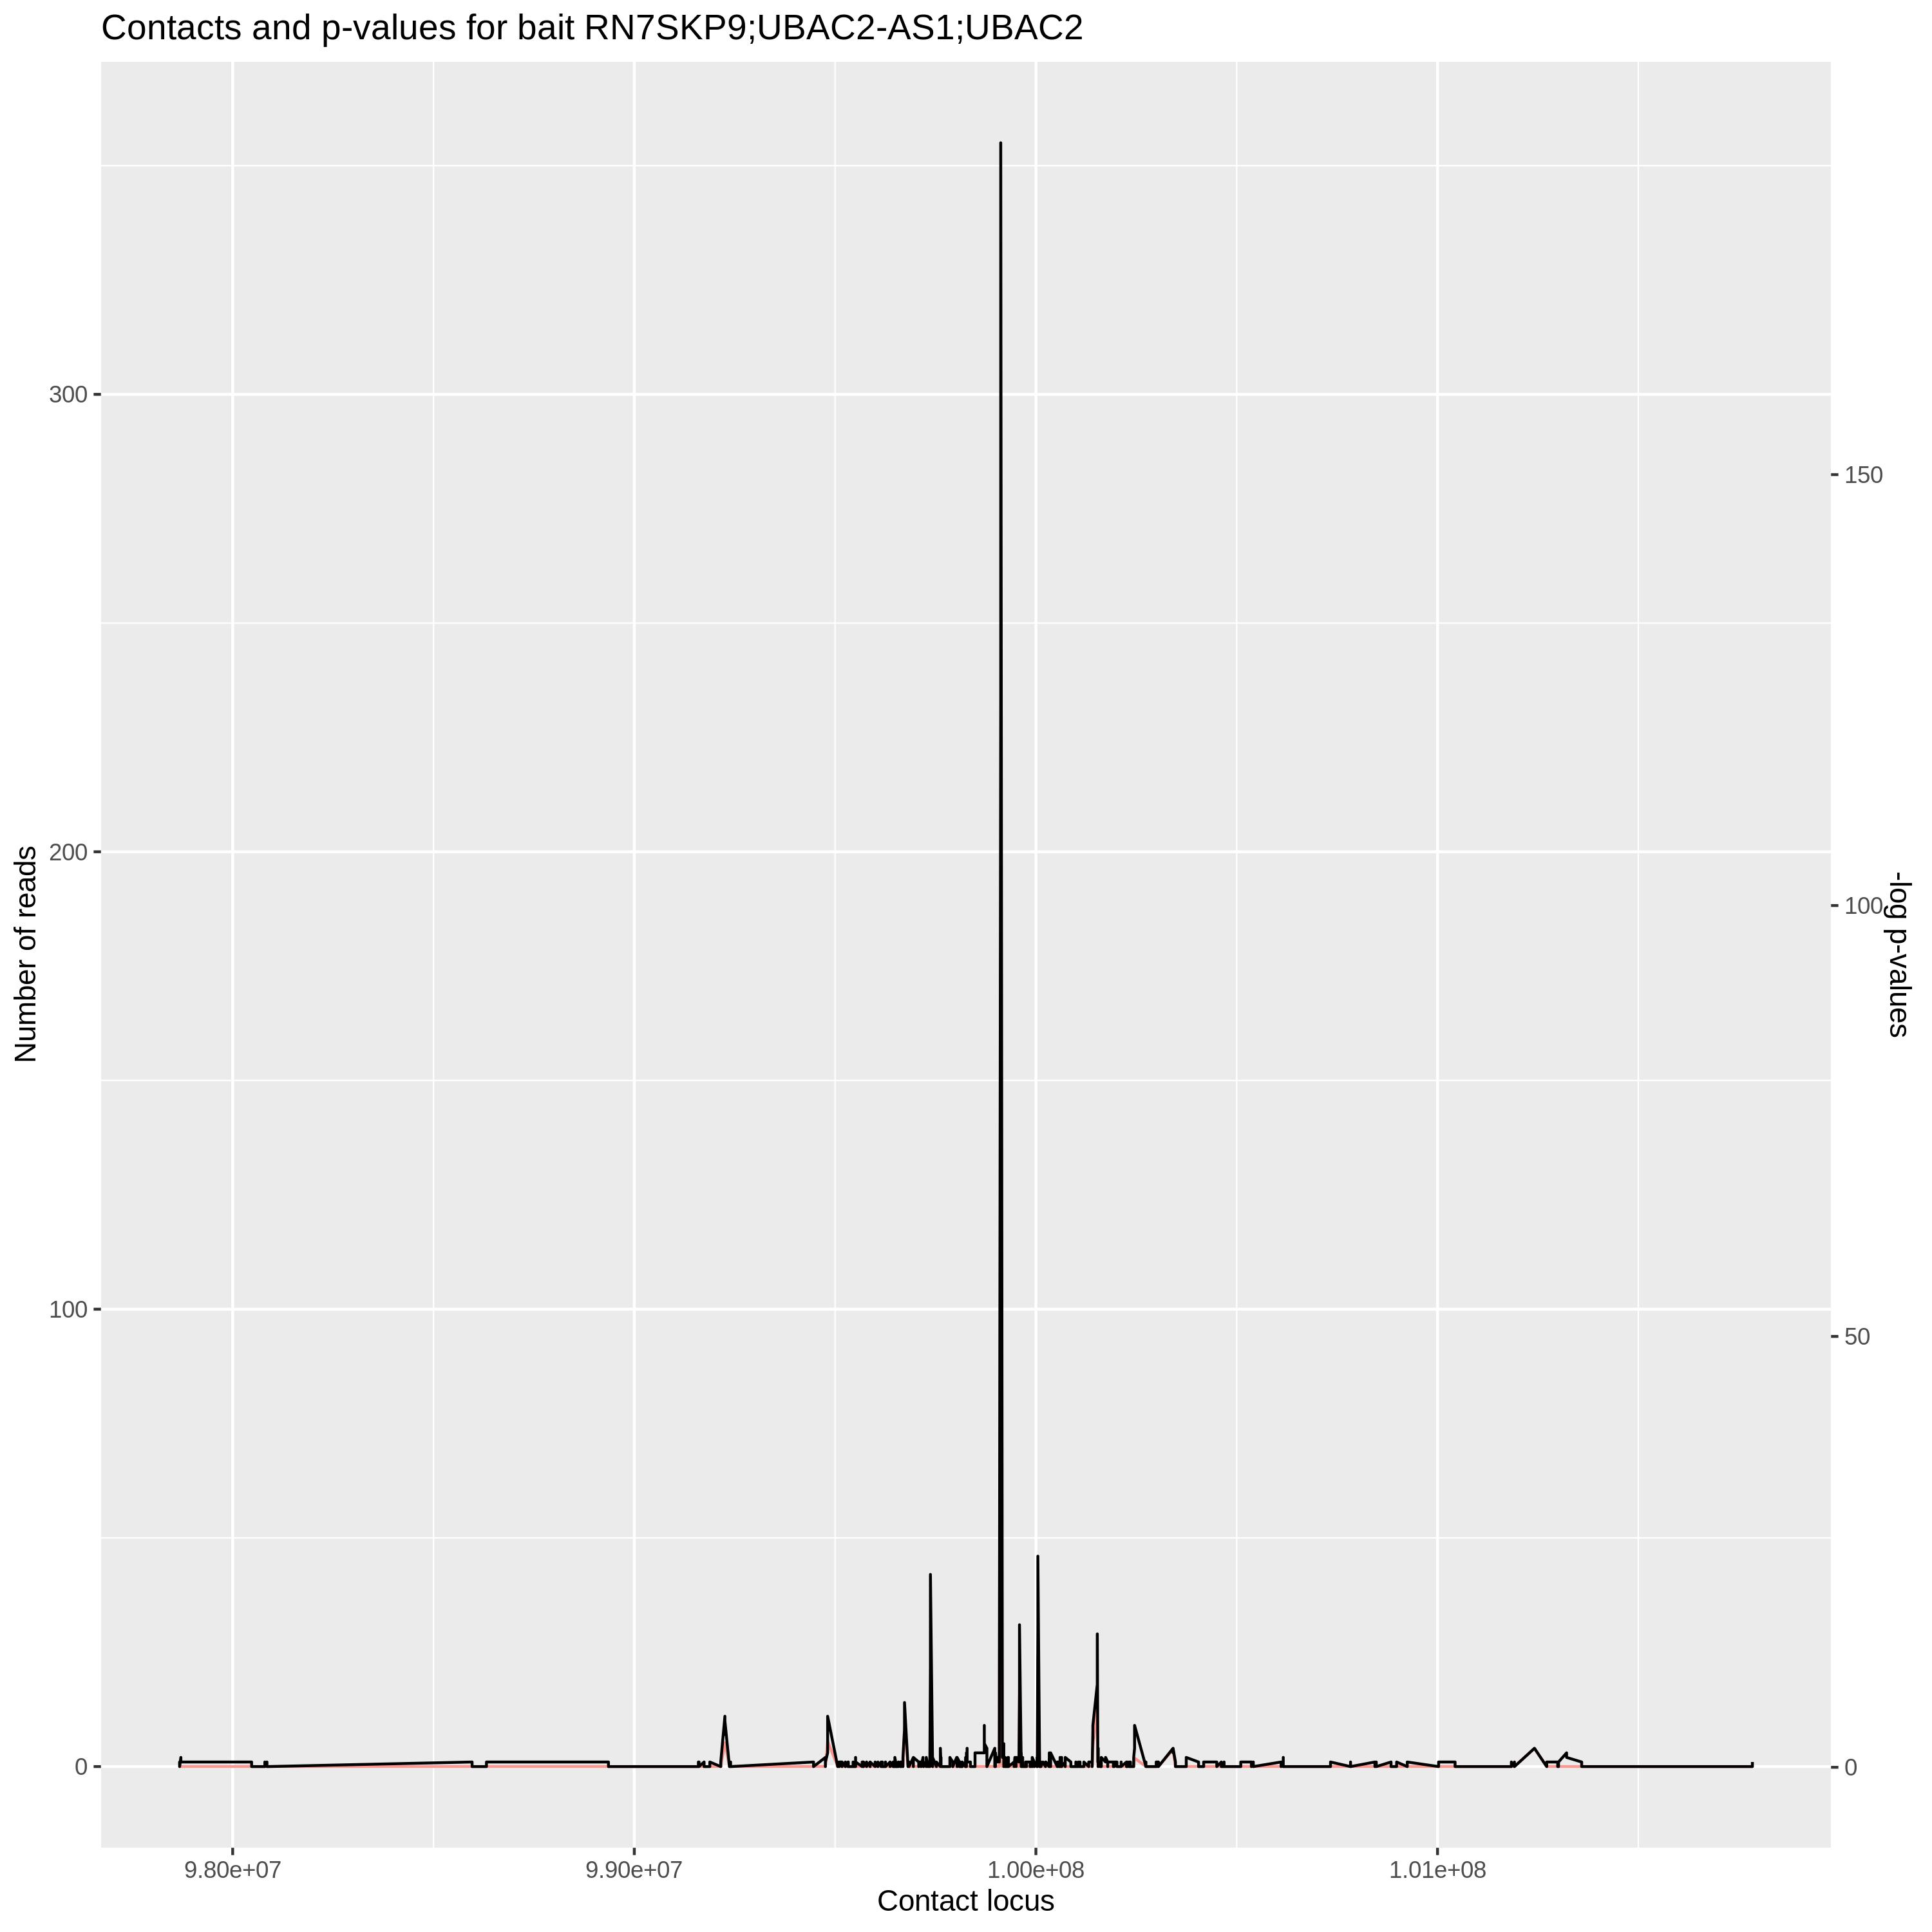 Contacts and p-values for bait RN7SKP9;UBAC2-AS1;UBAC2
300
200
100
0
Number of reads
150
100
50
0
-log p-values
9.80e+07
9.90e+07
1.00e+08
1.01e+08
Contact locus